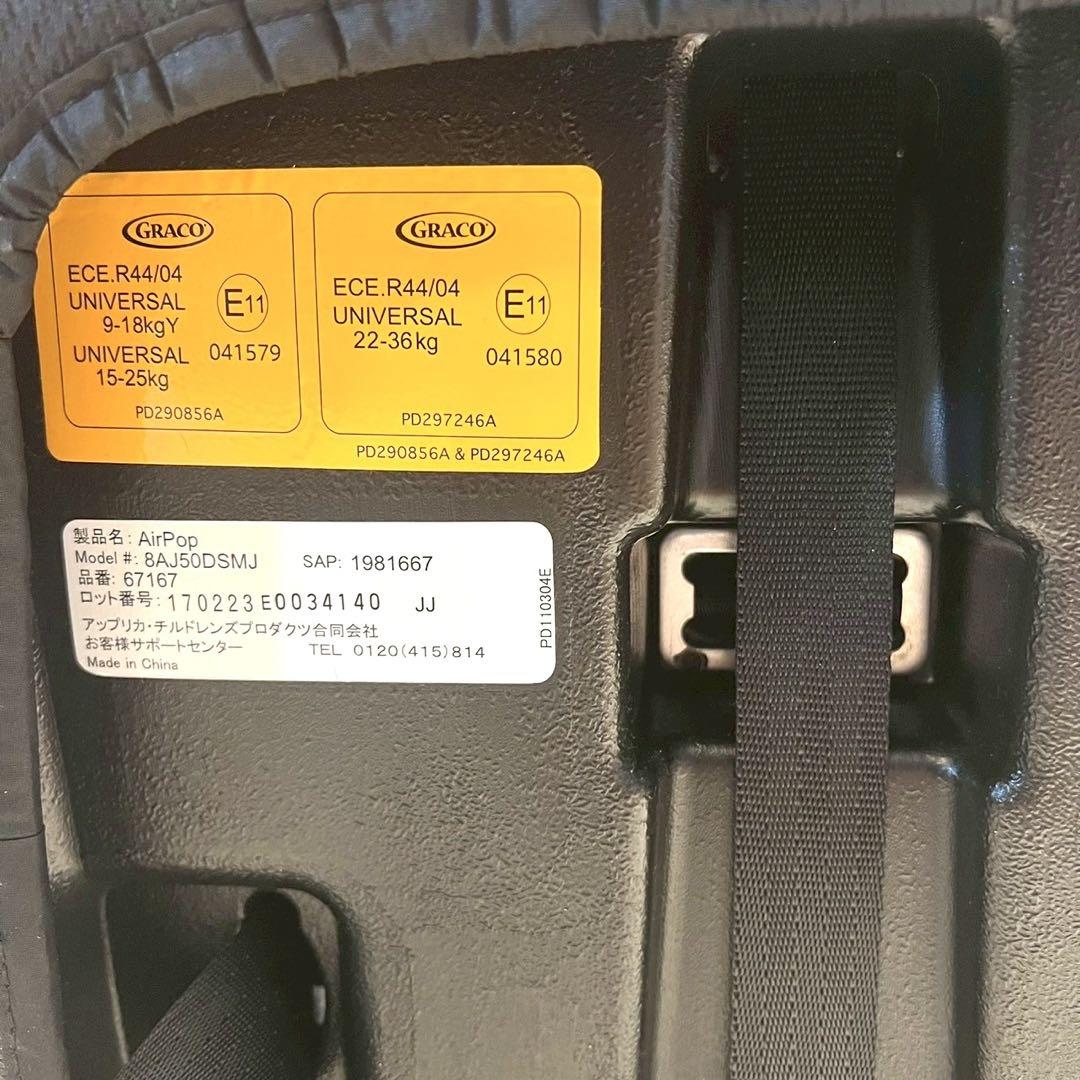 GRACO
ECE.R44/04
UNIVERSAL
9-18kgY
UNIVERSAL
15-25kg
E11
041579
PD290856A
GRACO
ECE.R44/04
UNIVERSAL
22-36kg
E11
041580
PD297246A
PD290856A & PD297246A
製品名: AirPop
Model #: 8AJ50DSMJ SAP: 1981667
品番: 67167
ロット番号: 170223E0034140 JJ
アップリカ・チルドレンズプロダクツ合同会社
お客様サポートセンター TEL 0120(415)814
Made in China
PD110304E